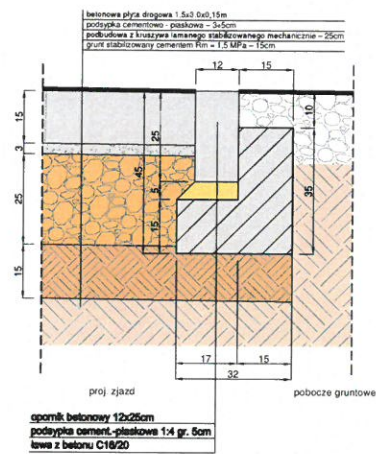 betonowa płyta drogowa 1,5x3,0x0,15m
podsypka cementowo - piaskowa – 3÷5cm
podbudowa z kruszywa łamanego stabilizowanego mechanicznie – 25cm
grunt stabilizowany cementem Rm = 1,5 MPa – 15cm
12 15
15 25 10
3 45 5 35
25 15
15
17 15
32
proj. zjazd pobocze gruntowe
opornik betonowy 12x25cm
podsypka cement.-piaskowa 1:4 gr. 5cm
ława z betonu C16/20